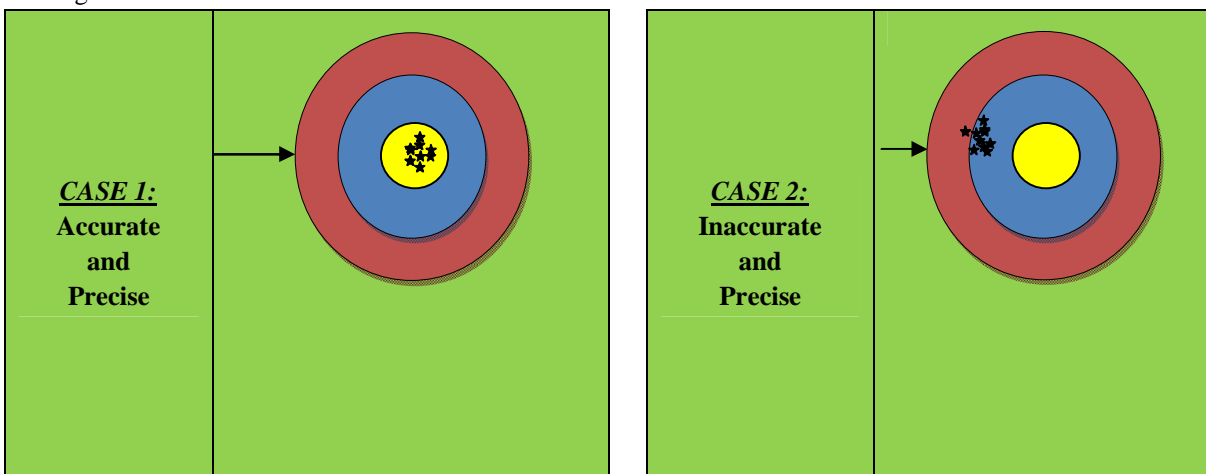 CASE 1:
Accurate
and
Precise
CASE 2:
Inaccurate
and
Precise